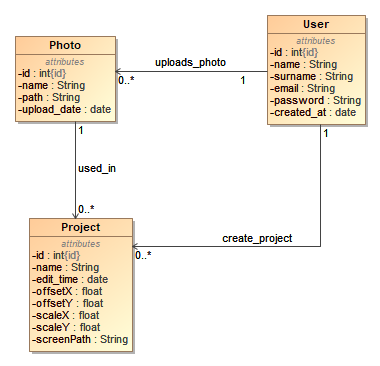 Photo
attributes
-id : int{id}
-name : String
-path : String
-upload_date : date
1
uploads_photo
0..*
1
User
attributes
-id : int{id}
-name : String
-surname : String
-email : String
-password : String
-created_at : date
1
used_in
0..*
create_project
0..*
Project
attributes
-id : int{id}
-name : String
-edit_time : date
-offsetX : float
-offsetY : float
-scaleX : float
-scaleY : float
-screenPath : String